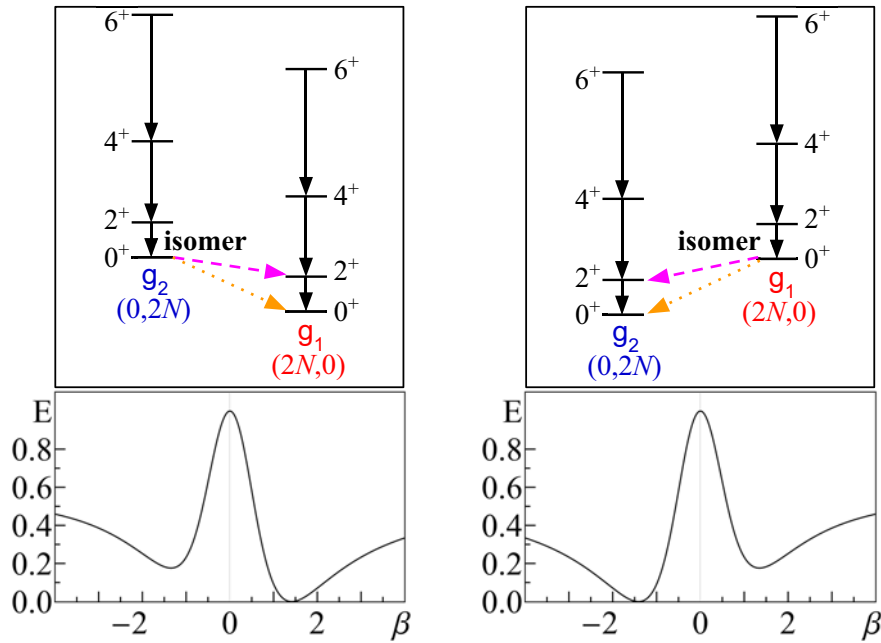 6⁺
6⁺
4⁺
4⁺
2⁺
isomer
0⁺
2⁺
g₂
(0,2N)
0⁺
g₁
(2N,0)
6⁺
6⁺
4⁺
4⁺
2⁺
isomer
0⁺
2⁺
g₁
(2N,0)
0⁺
g₂
(0,2N)
E
0.8
0.6
0.4
0.2
0.0
−2 0 2 β
E
0.8
0.6
0.4
0.2
0.0
−2 0 2 β